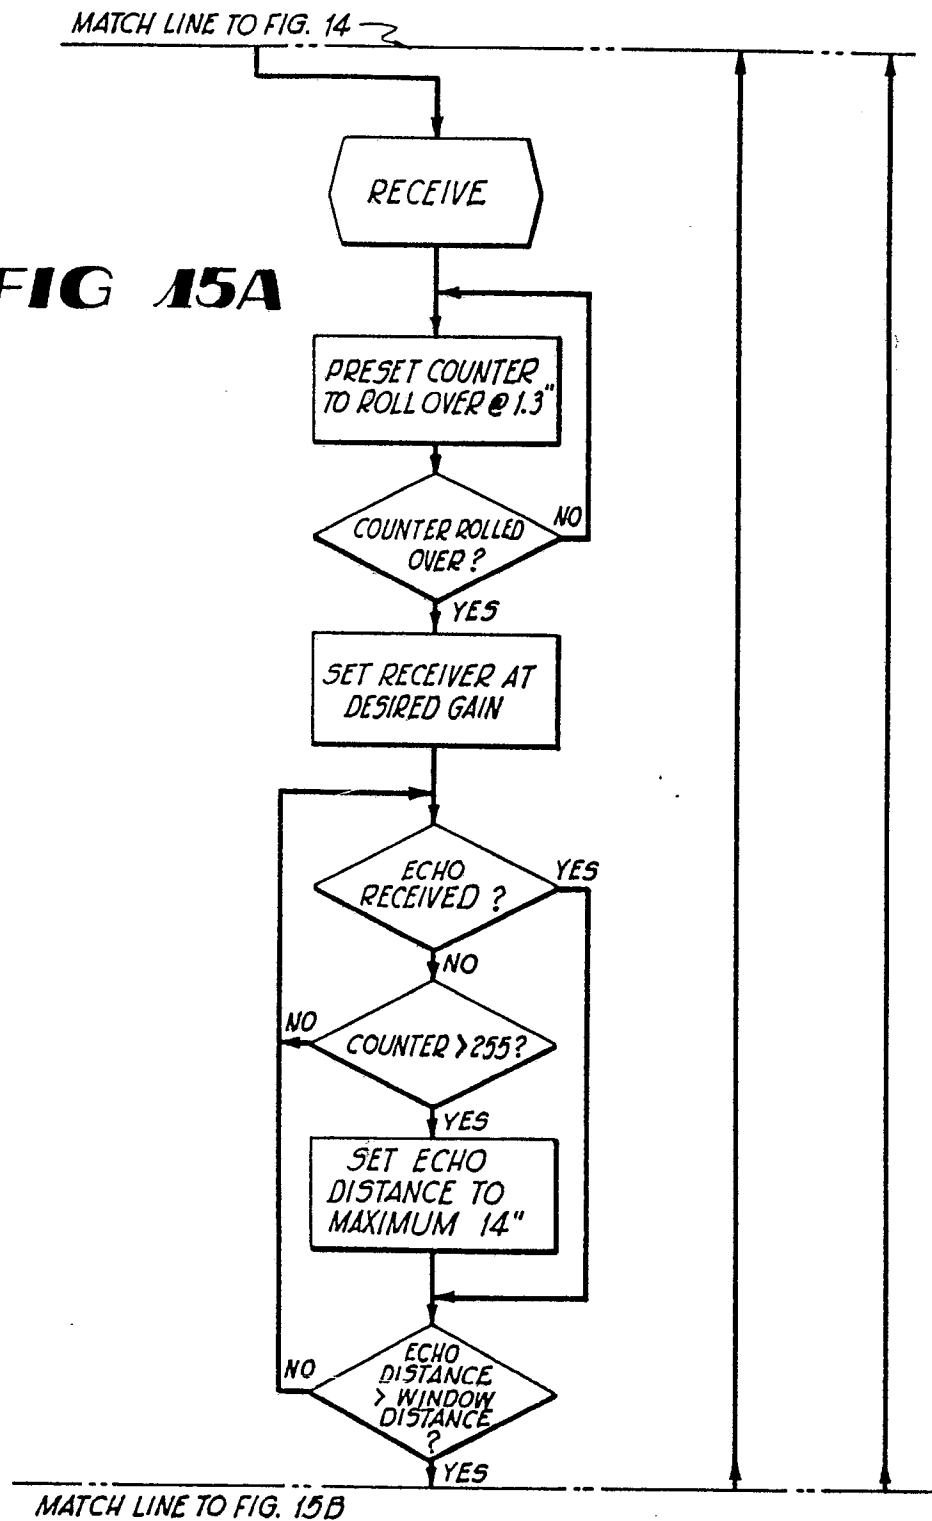 MATCH LINE TO FIG. 14
RECEIVE
FIG 15A
PRESET COUNTER
TO ROLL OVER @ 1.3"
COUNTER ROLLED
OVER ?
NO
YES
SET RECEIVER AT
DESIRED GAIN
ECHO
RECEIVED ?
YES
NO
COUNTER >255?
NO
YES
SET ECHO
DISTANCE TO
MAXIMUM 14"
ECHO
DISTANCE
> WINDOW
DISTANCE
?
NO
YES
MATCH LINE TO FIG. 15B